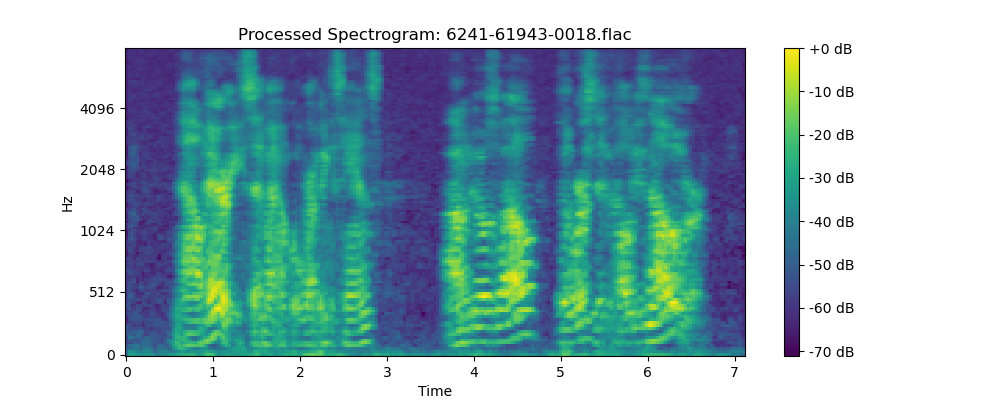 Processed Spectrogram: 6241-61943-0018.flac
+0 dB
4096
-10 dB
-20 dB
2048
-30 dB
Hz
1024
-40 dB
-50 dB
512
-60 dB
0
-70 dB
0 1 2 3 4 5 6 7
Time